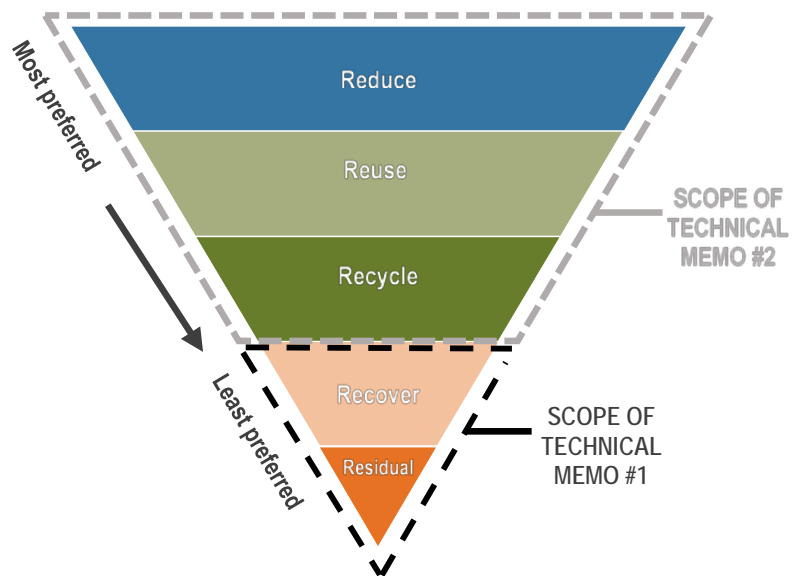 Most preferred
Reduce
Reuse
SCOPE OF
TECHNICAL
MEMO #2
Recycle
Least preferred
Recover
SCOPE OF
TECHNICAL
MEMO #1
Residual